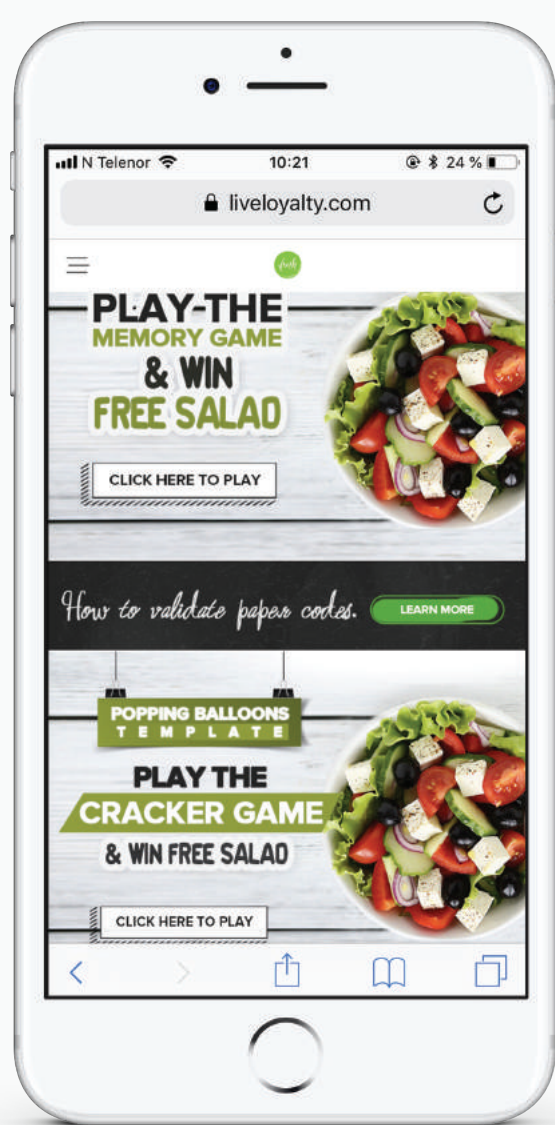 N Telenor 10:21 24 %
liveloyalty.com
fresh
PLAY-THE
MEMORY GAME
& WIN
FREE SALAD
CLICK HERE TO PLAY
How to validate paper codes. LEARN MORE
POPPING BALLOONS
TEMPLATE
PLAY THE
CRACKER GAME
& WIN FREE SALAD
CLICK HERE TO PLAY